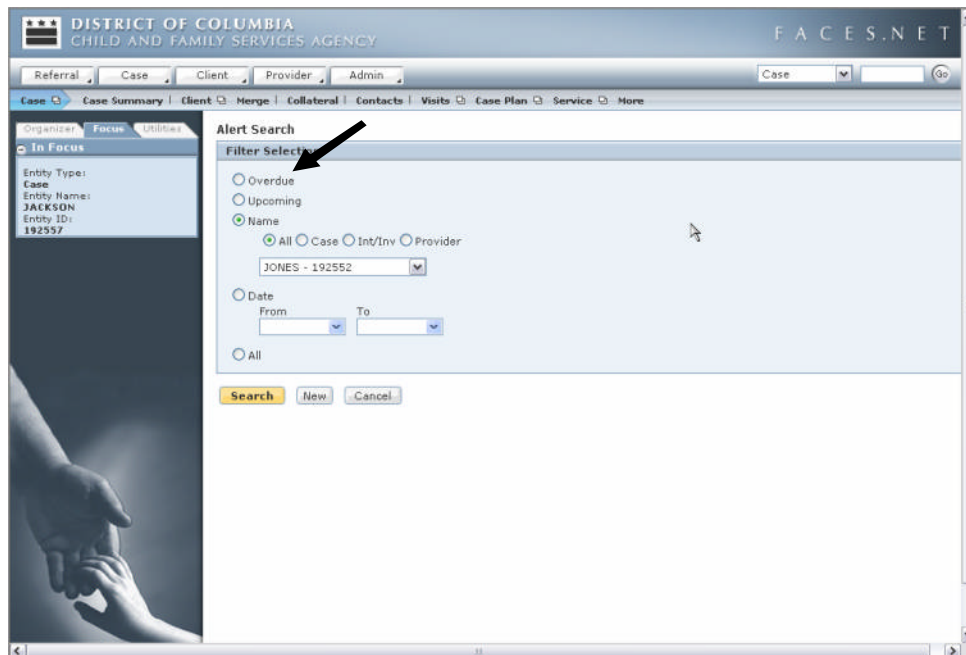 DISTRICT OF COLUMBIA
CHILD AND FAMILY SERVICES AGENCY
FACES.NET
Referral Case Client Provider Admin Case Go
Case Case Summary | Client Merge | Collateral | Contacts | Visits Case Plan Service More
Organizer Focus Utilities
In Focus
Entity Type:
Case
Entity Name:
JACKSON
Entity ID:
192557
Alert Search
Filter Selection
Overdue
Upcoming
Name
All Case Int/Inv Provider
JONES - 192552
Date
From To
All
Search New Cancel